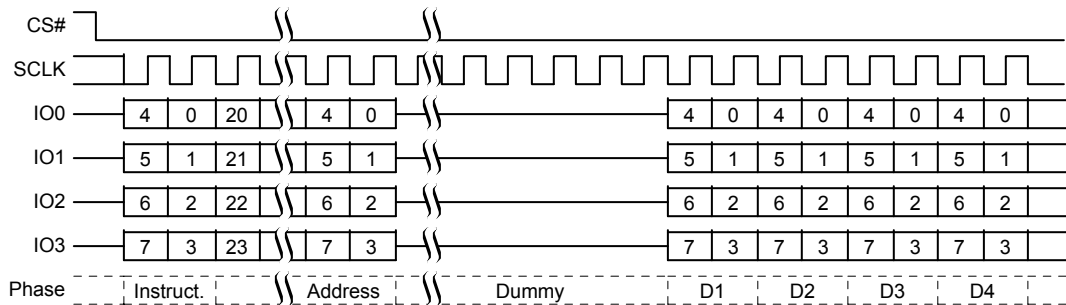 CS#
SCLK
IO0 4 0 20 4 0 4 0 4 0 4 0 4 0
IO1 5 1 21 5 1 5 1 5 1 5 1 5 1
IO2 6 2 22 6 2 6 2 6 2 6 2 6 2
IO3 7 3 23 7 3 7 3 7 3 7 3 7 3
Phase Instruct. Address Dummy D1 D2 D3 D4